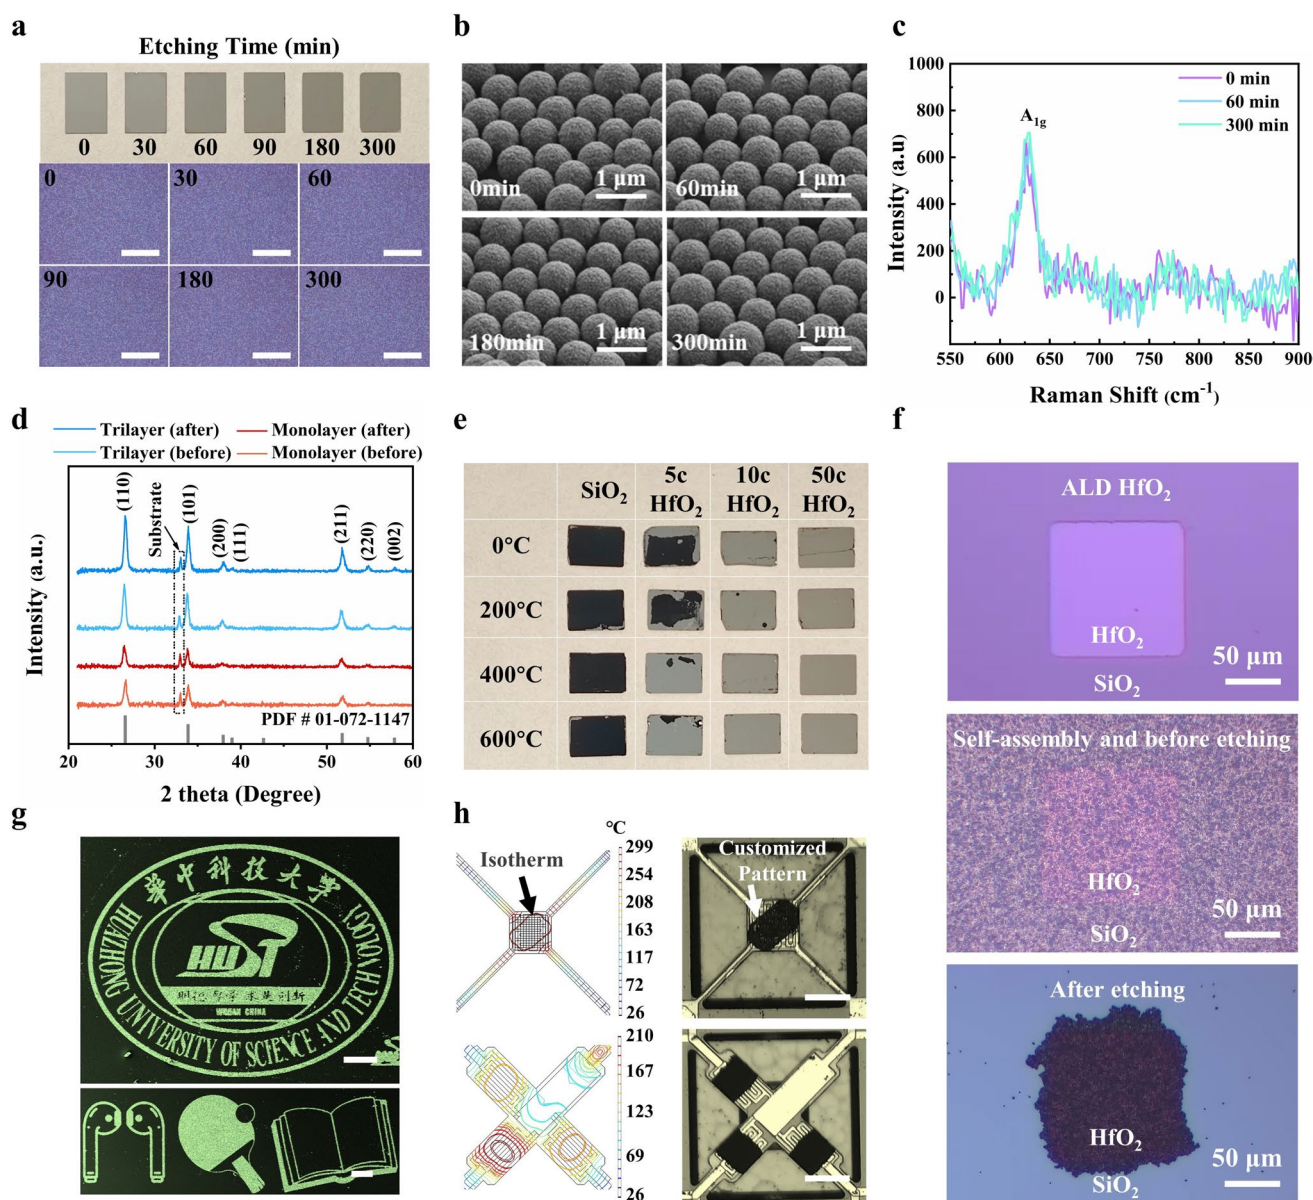 a
Etching Time (min)
0 30 60 90 180 300
0 30 60
90 180 300
b
0min 1 μm 60min 1 μm
180min 1 μm 300min 1 μm
c
Intensity (a.u)
1000
800
600
400
200
0
A1g
0 min
60 min
300 min
550 600 650 700 750 800 850 900
Raman Shift (cm-1)
d
Trilayer (after) Monolayer (after)
Trilayer (before) Monolayer (before)
Intensity (a.u.)
(110) Substrate (101) (200) (111) (211) (220) (002)
PDF # 01-072-1147
20 30 40 50 60
2 theta (Degree)
e
SiO2 5c HfO2 10c HfO2 50c HfO2
0°C
200°C
400°C
600°C
f
ALD HfO2
HfO2
SiO2
50 μm
Self-assembly and before etching
HfO2
SiO2
50 μm
After etching
HfO2
SiO2
50 μm
g
華中科技大学
HUST
WUHAN CHINA
HUAZHONG UNIVERSITY OF SCIENCE AND TECHNOLOGY
h
°C
Isotherm
299
254
208
163
117
72
26
Customized
Pattern
210
167
123
69
26